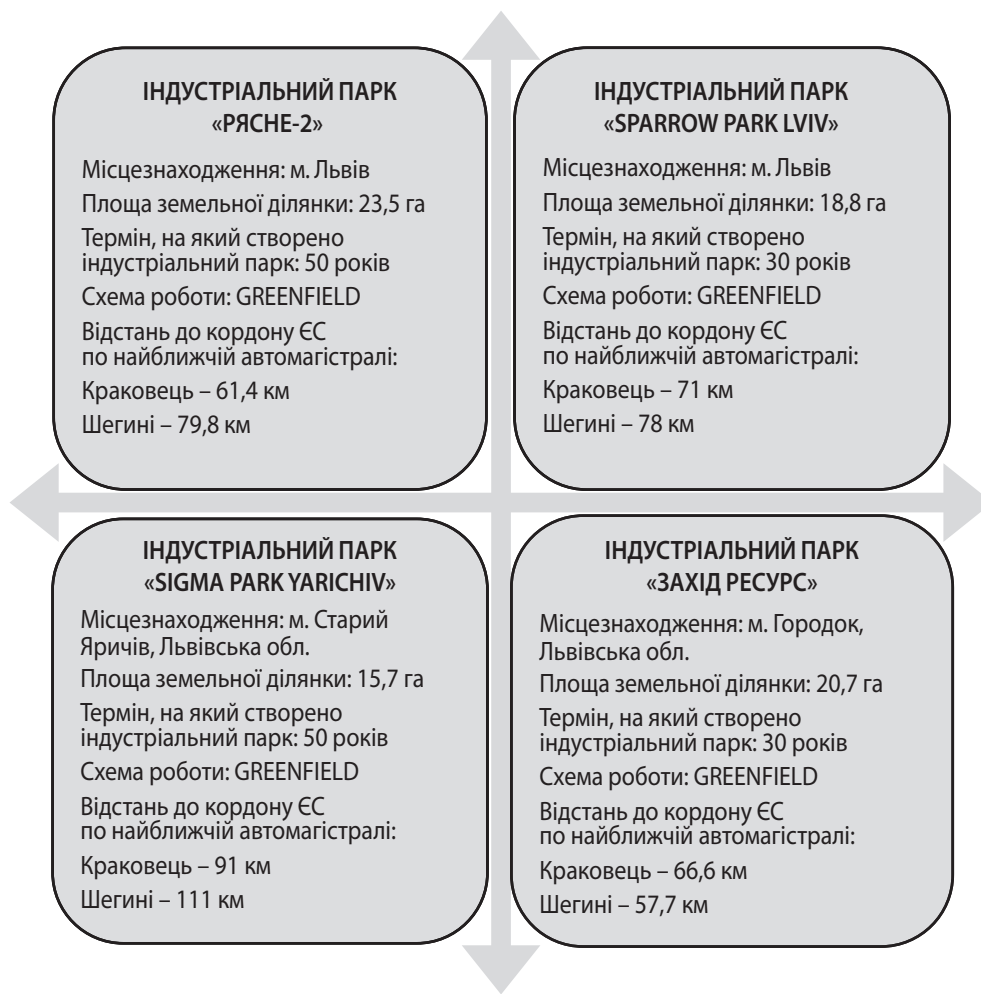 ІНДУСТРІАЛЬНИЙ ПАРК
«РЯСНЕ-2»
Місцезнаходження: м. Львів
Площа земельної ділянки: 23,5 га
Термін, на який створено
індустріальний парк: 50 років
Схема роботи: GREENFIELD
Відстань до кордону ЄС
по найближчій автомагістралі:
Краковець – 61,4 км
Шегині – 79,8 км
ІНДУСТРІАЛЬНИЙ ПАРК
«SPARROW PARK LVIV»
Місцезнаходження: м. Львів
Площа земельної ділянки: 18,8 га
Термін, на який створено
індустріальний парк: 30 років
Схема роботи: GREENFIELD
Відстань до кордону ЄС
по найближчій автомагістралі:
Краковець – 71 км
Шегині – 78 км
ІНДУСТРІАЛЬНИЙ ПАРК
«SIGMA PARK YARICHIV»
Місцезнаходження: м. Старий
Яричів, Львівська обл.
Площа земельної ділянки: 15,7 га
Термін, на який створено
індустріальний парк: 50 років
Схема роботи: GREENFIELD
Відстань до кордону ЄС
по найближчій автомагістралі:
Краковець – 91 км
Шегині – 111 км
ІНДУСТРІАЛЬНИЙ ПАРК
«ЗАХІД РЕСУРС»
Місцезнаходження: м. Городок,
Львівська обл.
Площа земельної ділянки: 20,7 га
Термін, на який створено
індустріальний парк: 30 років
Схема роботи: GREENFIELD
Відстань до кордону ЄС
по найближчій автомагістралі:
Краковець – 66,6 км
Шегині – 57,7 км